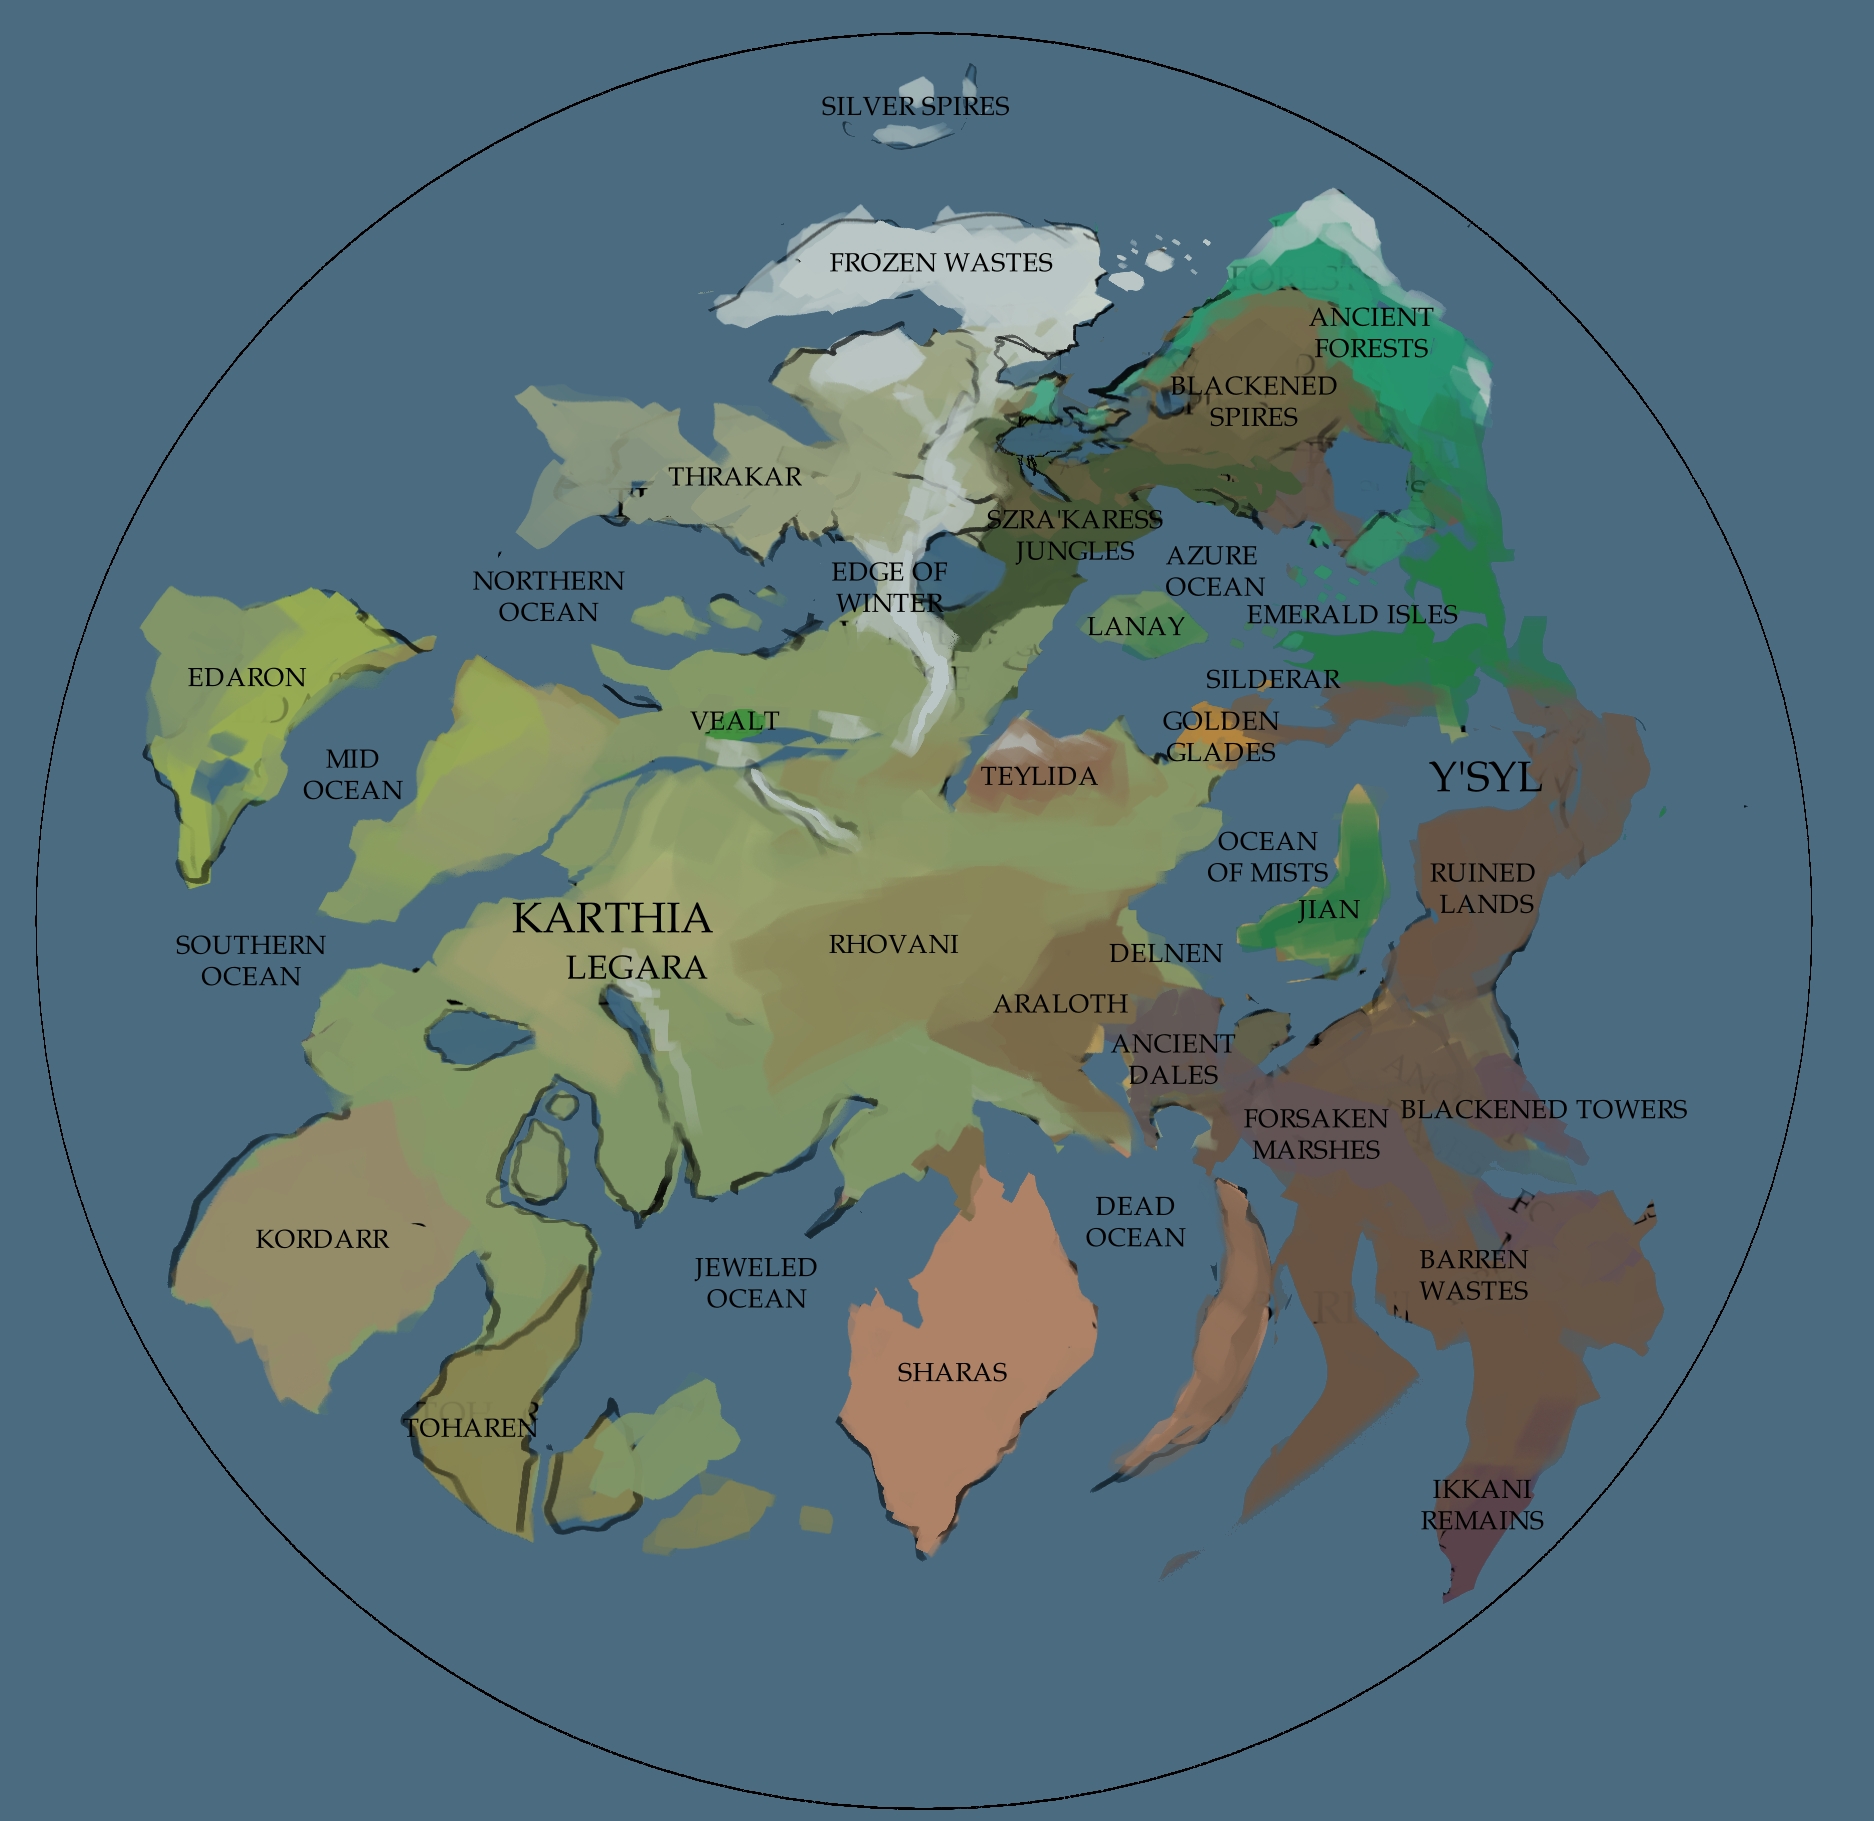 SILVER SPIRES
FROZEN WASTES
FOREST
ANCIENT
FORESTS
BLACKENED
SPIRES
THRAKAR
SZRA'KARESS
JUNGLES
AZURE
OCEAN
NORTHERN
OCEAN
EDGE OF
WINTER
EMERALD ISLES
LANAY
EDARON
SILDERAR
VEALT
GOLDEN
GLADES
MID
OCEAN
TEYLIDA
Y'SYL
OCEAN
OF MISTS
RUINED
LANDS
JIAN
KARTHIA
LEGARA
RHOVANI
SOUTHERN
OCEAN
DELNEN
ARALOTH
ANCIENT
DALES
FORSAKEN
MARSHES
BLACKENED TOWERS
KORDARR
DEAD
OCEAN
JEWELED
OCEAN
BARREN
WASTES
SHARAS
TOHAREN
IKKANI
REMAINS